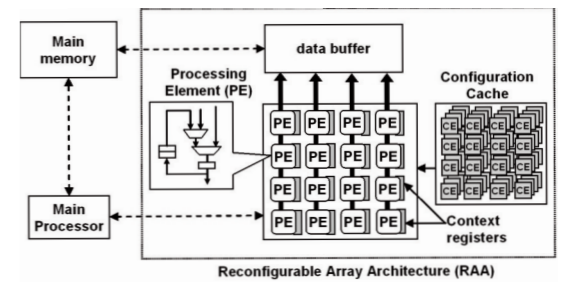 Main
memory
data buffer
Processing
Element (PE)
Configuration
Cache
PE PE PE PE
PE PE PE PE
PE PE PE PE
PE PE PE PE
CE CE CE CE
CE CE CE CE
CE CE CE CE
CE CE CE CE
Main
Processor
Context
registers
Reconfigurable Array Architecture (RAA)